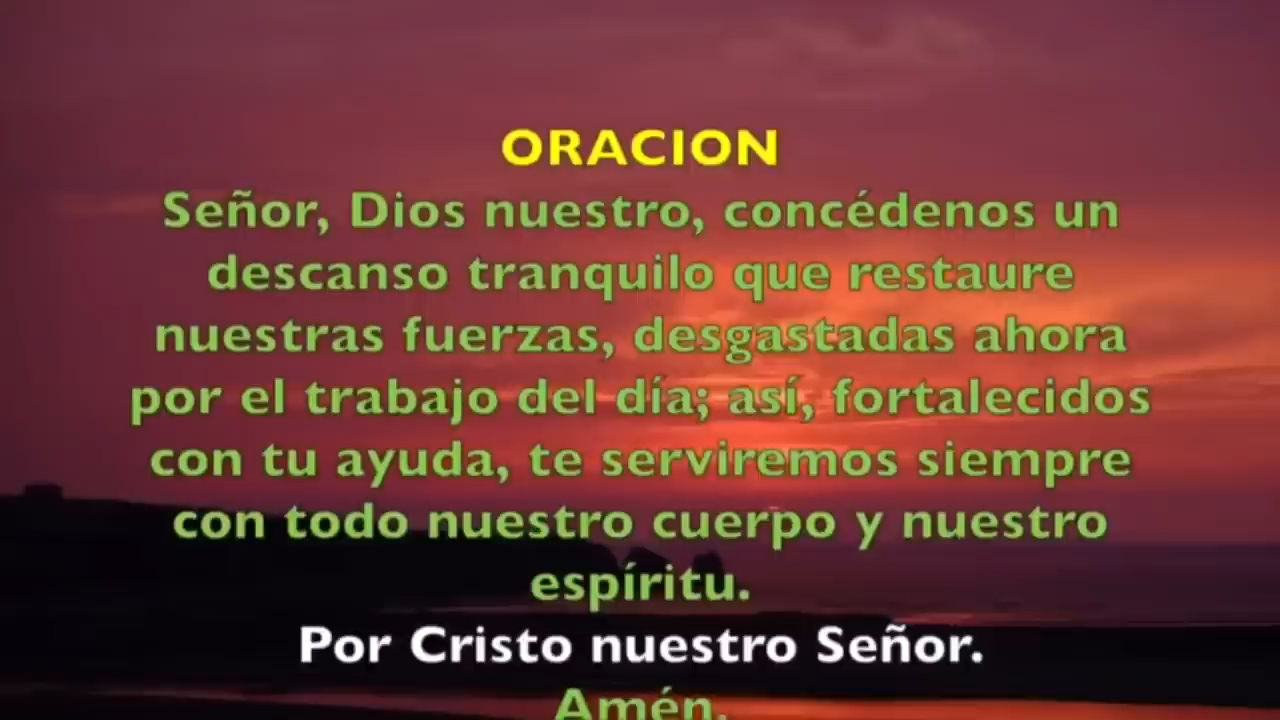 ORACION
Señor, Dios nuestro, concédenos un
descanso tranquilo que restaure
nuestras fuerzas, desgastadas ahora
por el trabajo del día; así, fortalecidos
con tu ayuda, te serviremos siempre
con todo nuestro cuerpo y nuestro
espíritu.
Por Cristo nuestro Señor.
Amén.